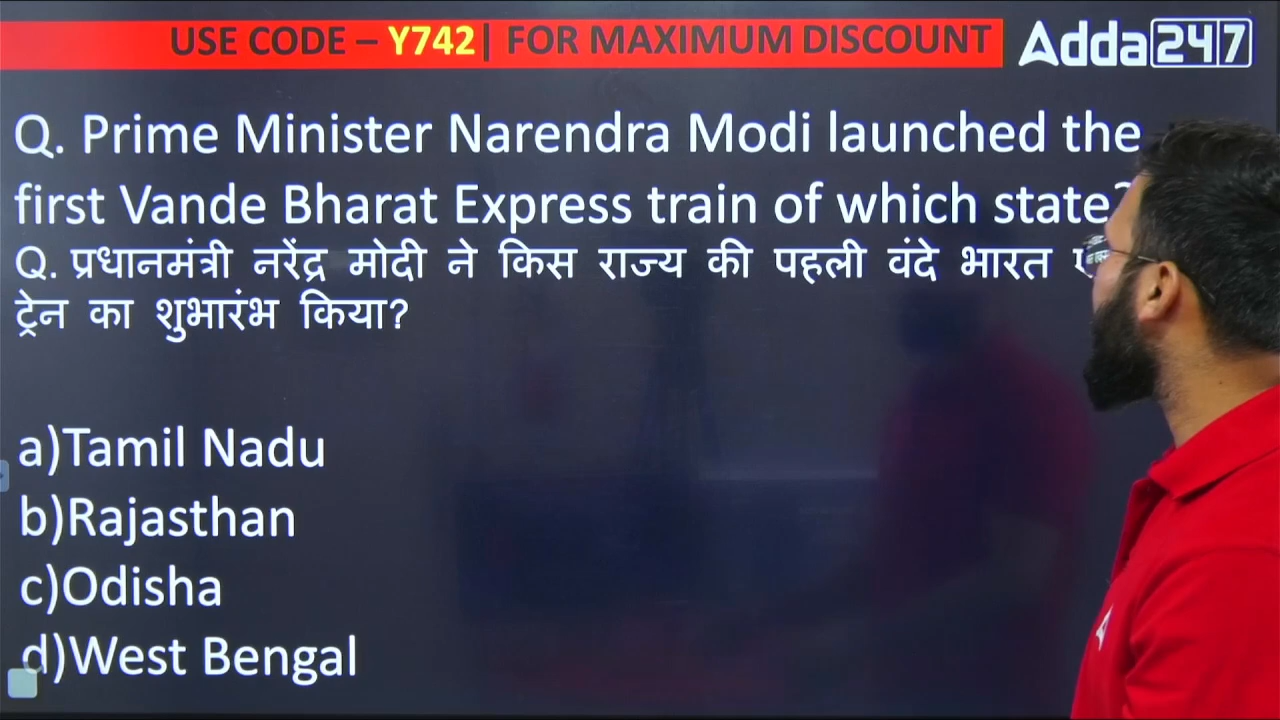 USE CODE – Y742| FOR MAXIMUM DISCOUNT
Adda247
Q. Prime Minister Narendra Modi launched the
first Vande Bharat Express train of which state?
Q. प्रधानमंत्री नरेंद्र मोदी ने किस राज्य की पहली वंदे भारत
ट्रेन का शुभारंभ किया?
a)Tamil Nadu
b)Rajasthan
c)Odisha
d)West Bengal